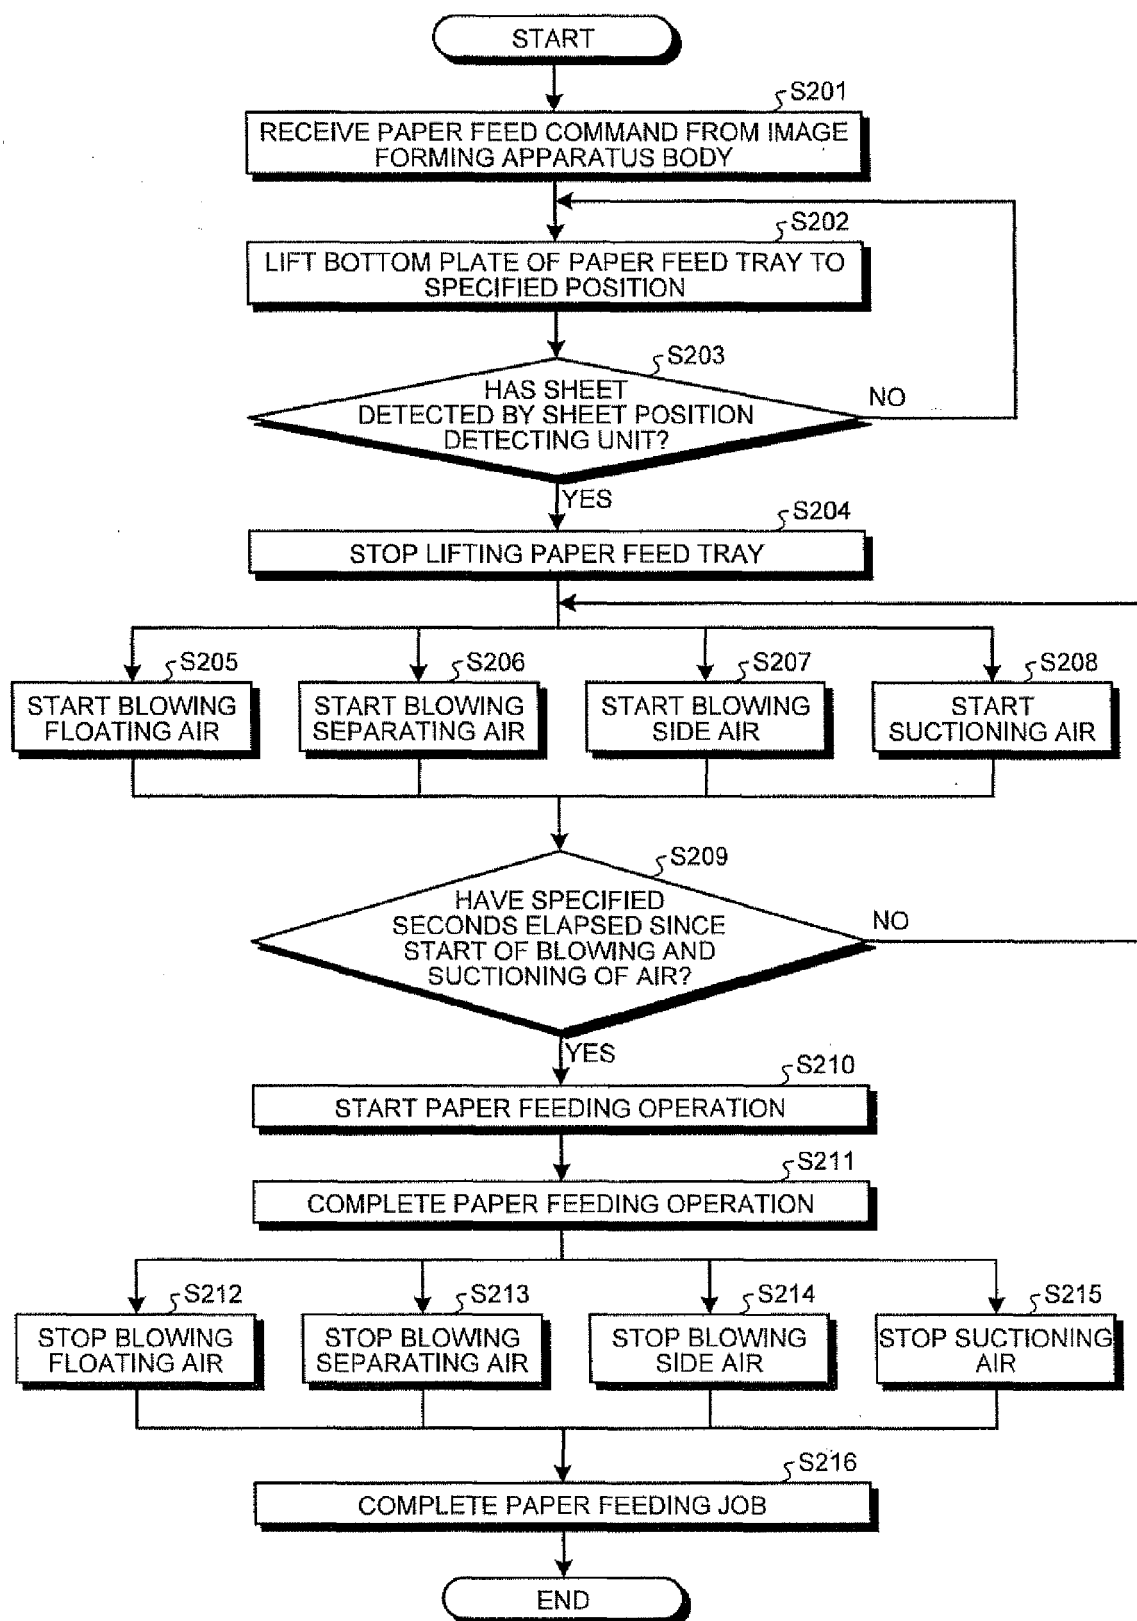 START
S201
RECEIVE PAPER FEED COMMAND FROM IMAGE
FORMING APPARATUS BODY
S202
LIFT BOTTOM PLATE OF PAPER FEED TRAY TO
SPECIFIED POSITION
S203
HAS SHEET
DETECTED BY SHEET POSITION
DETECTING UNIT?
NO
YES
S204
STOP LIFTING PAPER FEED TRAY
S205
START BLOWING
FLOATING AIR
S206
START BLOWING
SEPARATING AIR
S207
START BLOWING
SIDE AIR
S208
START
SUCTIONING AIR
S209
HAVE SPECIFIED
SECONDS ELAPSED SINCE
START OF BLOWING AND
SUCTIONING OF AIR?
NO
YES
S210
START PAPER FEEDING OPERATION
S211
COMPLETE PAPER FEEDING OPERATION
S212
STOP BLOWING
FLOATING AIR
S213
STOP BLOWING
SEPARATING AIR
S214
STOP BLOWING
SIDE AIR
S215
STOP SUCTIONING
AIR
S216
COMPLETE PAPER FEEDING JOB
END